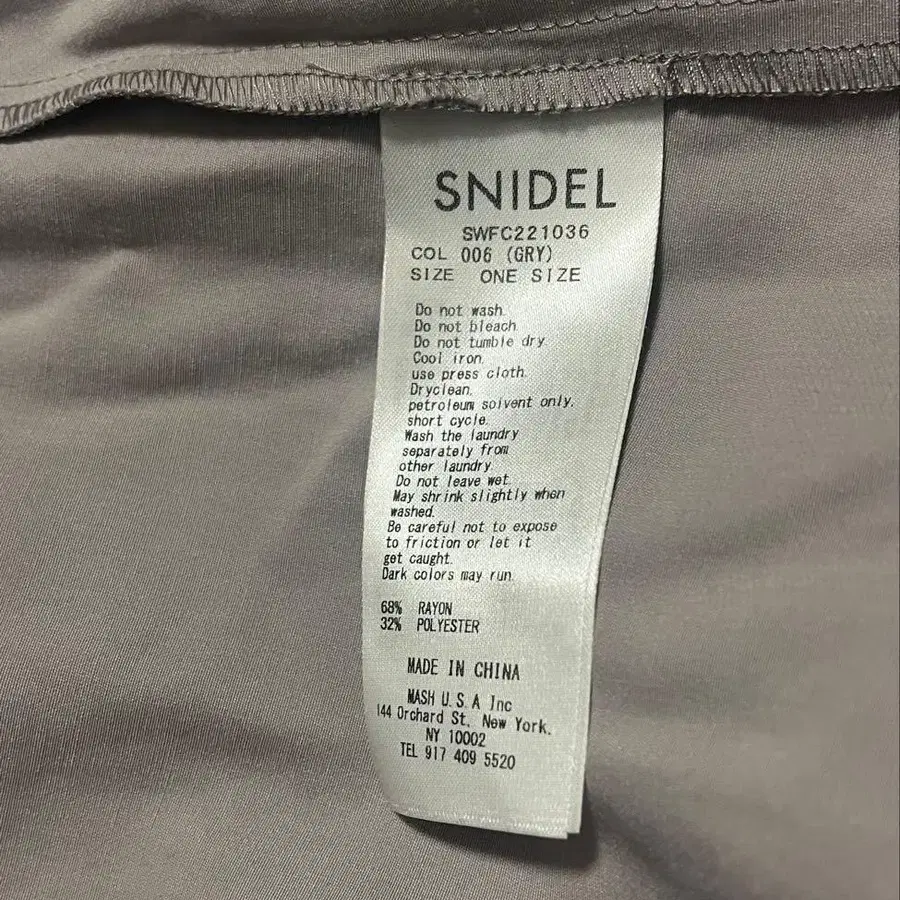 SNIDEL
SWFC221036
COL 006 (GRY)
SIZE ONE SIZE
Do not wash.
Do not bleach.
Do not tumble dry.
Cool iron.
use press cloth.
Dryclean.
petroleum solvent only.
short cycle.
Wash the laundry
separately from
other laundry.
Do not leave wet.
May shrink slightly when
washed.
Be careful not to expose
to friction or let it
get caught.
Dark colors may run.
68% RAYON
32% POLYESTER
MADE IN CHINA
MASH U.S.A Inc
144 Orchard St, New York,
NY 10002
TEL 917 409 5520